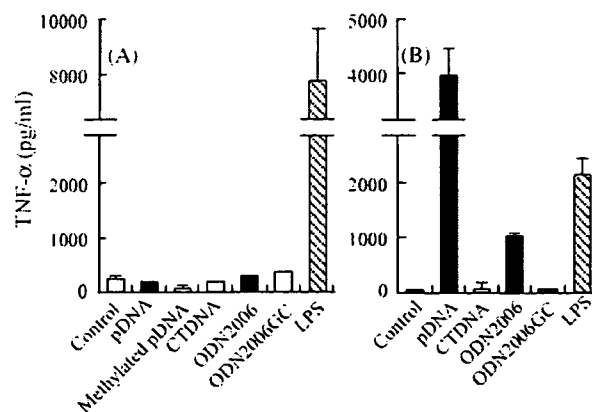 10000
8000
2000
1000
0
(A)
TNF-α (pg/ml)
Control
pDNA
Methylated pDNA
CTDNA
ODN2006
ODN2006GC
LPS
5000
4000
2000
1000
0
(B)
Control
pDNA
CTDNA
ODN2006
ODN2006GC
LPS